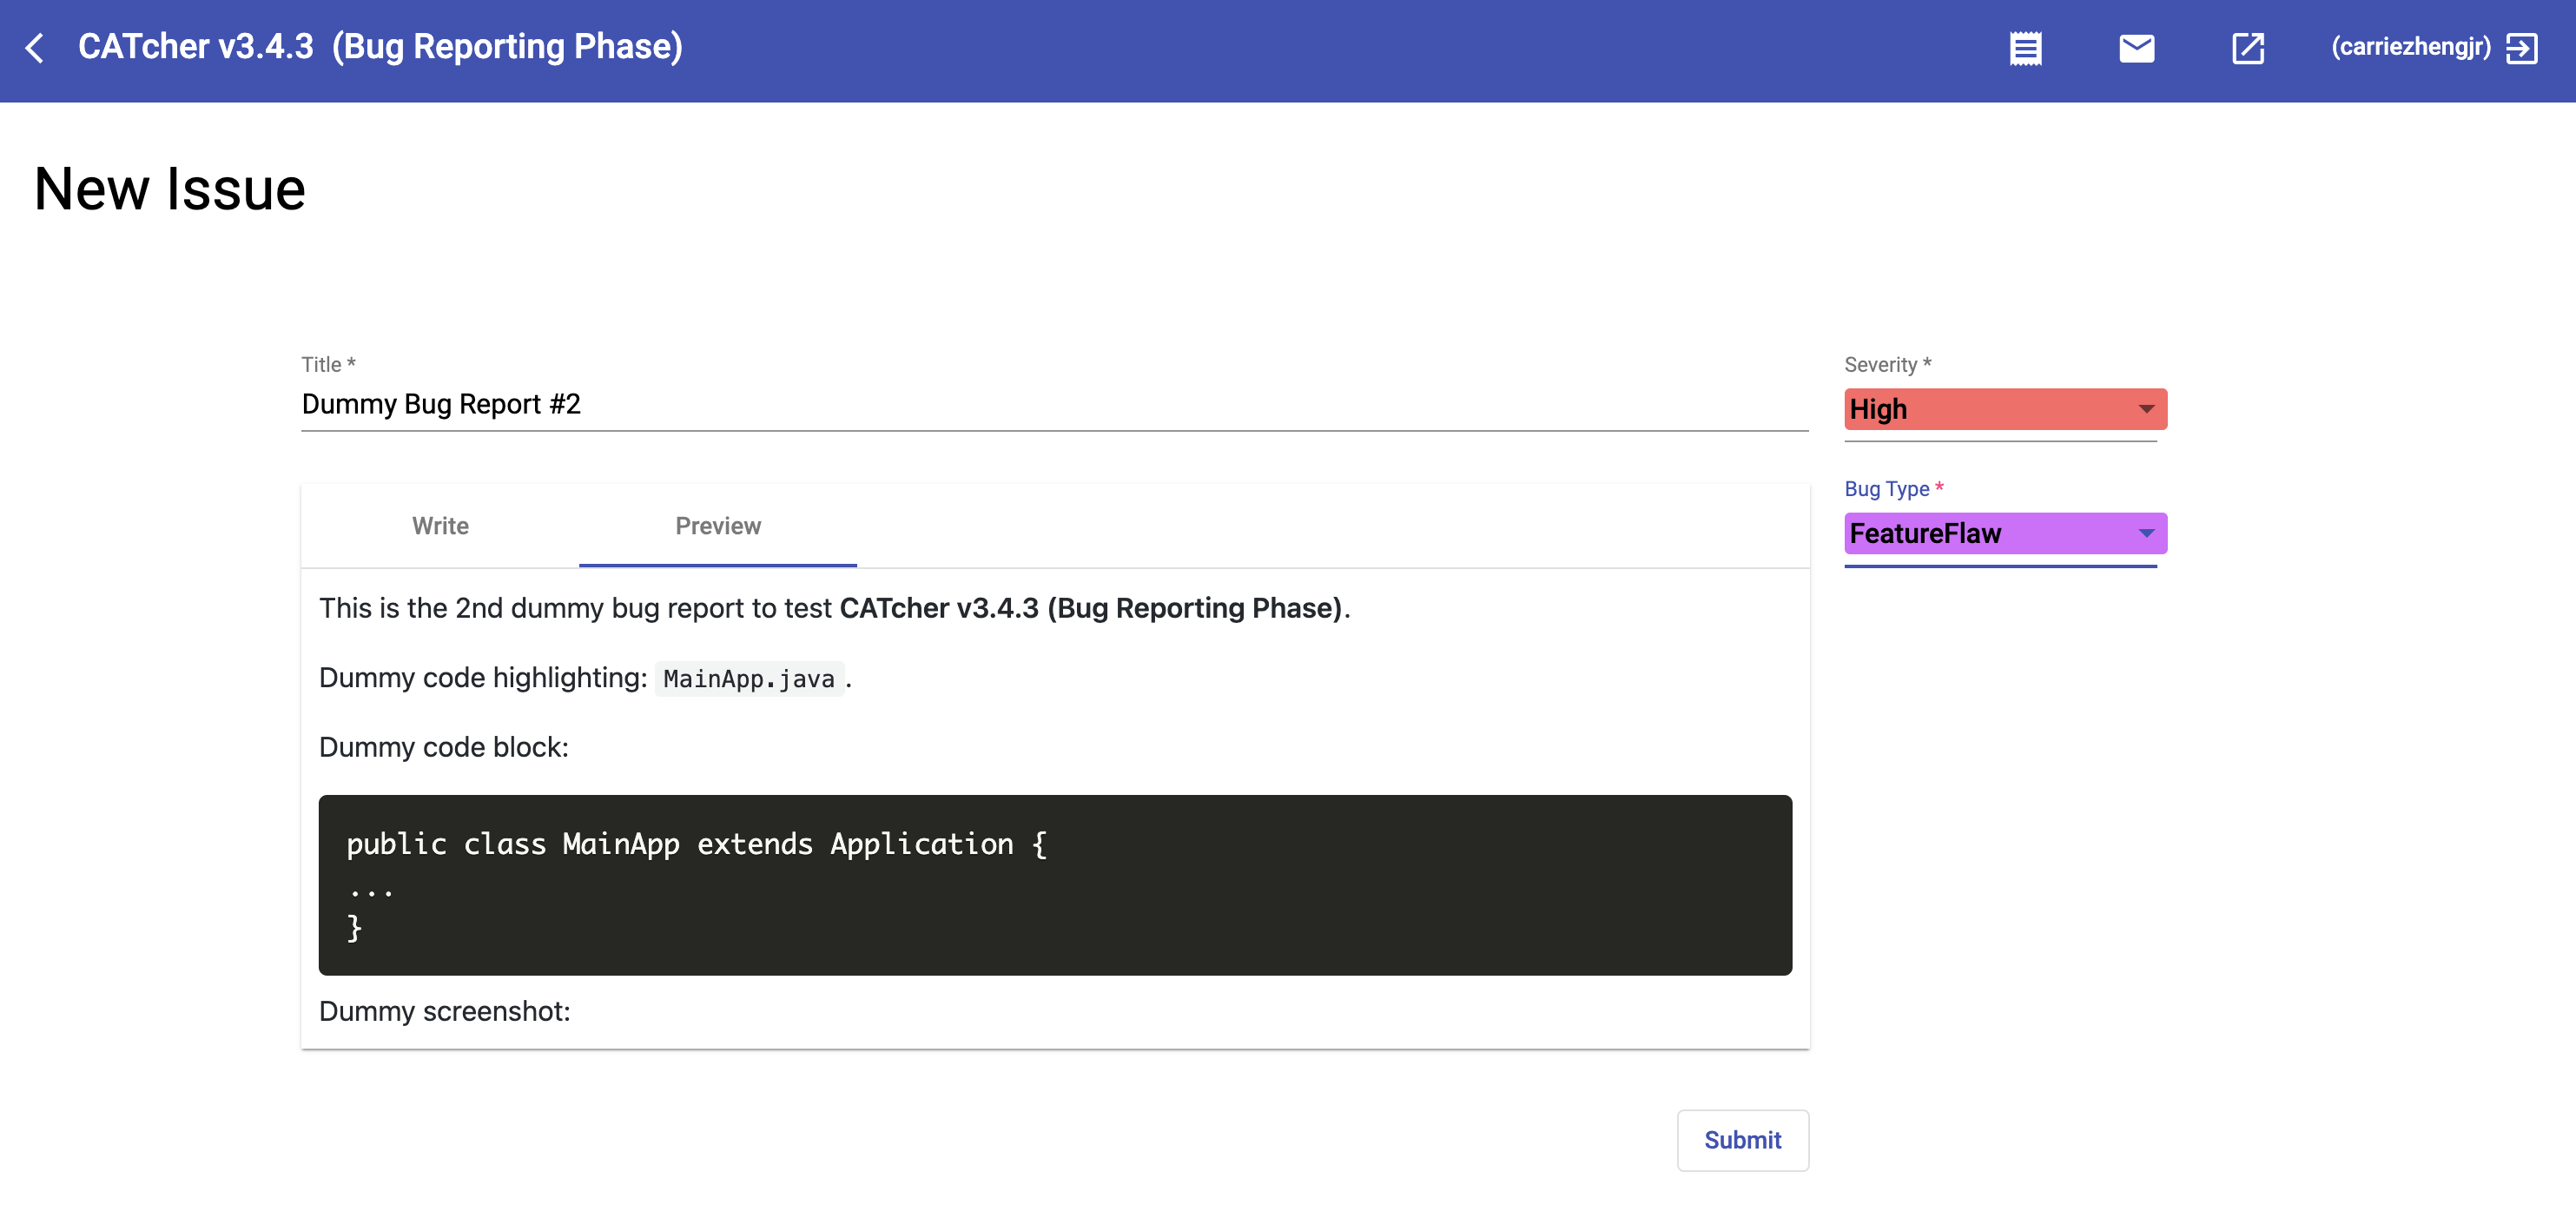 CATcher v3.4.3 (Bug Reporting Phase)
(carriezhengjr)
New Issue
Title *
Dummy Bug Report #2
Severity *
High
Bug Type *
FeatureFlaw
Write
Preview
This is the 2nd dummy bug report to test CATcher v3.4.3 (Bug Reporting Phase).
Dummy code highlighting: MainApp.java.
Dummy code block:
public class MainApp extends Application {
...
}
Dummy screenshot:
Submit